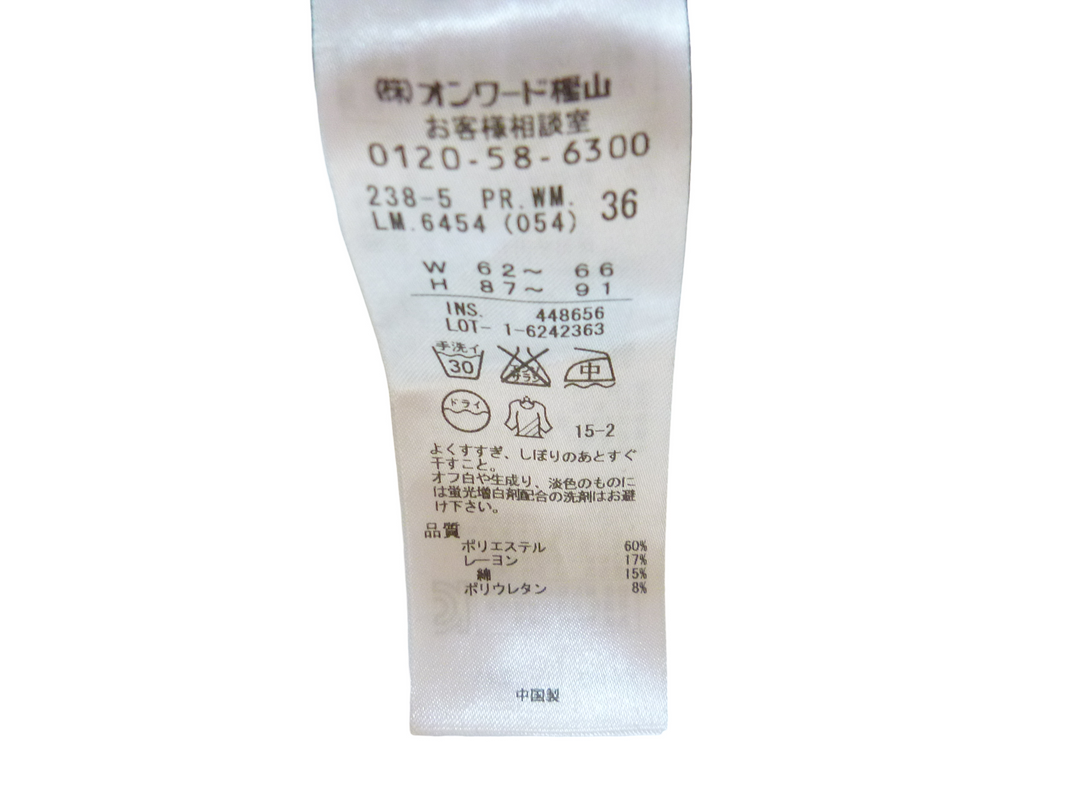 ㈱オンワード樫山
お客様相談室
0120-58-6300
238-5 PR.WM. 36
LM.6454 (054)
W 62～ 66
H 87～ 91
INS. 448656
LOT- 1-6242363
手洗イ 30 エンソサラシ 中
ドライ 15-2
よくすすぎ、しぼりのあとすぐ
干すこと。
オフ白や生成り、淡色のものに
は蛍光増白剤配合の洗剤はお避
け下さい。
品質
ポリエステル 60%
レーヨン 17%
綿 15%
ポリウレタン 8%
中国製